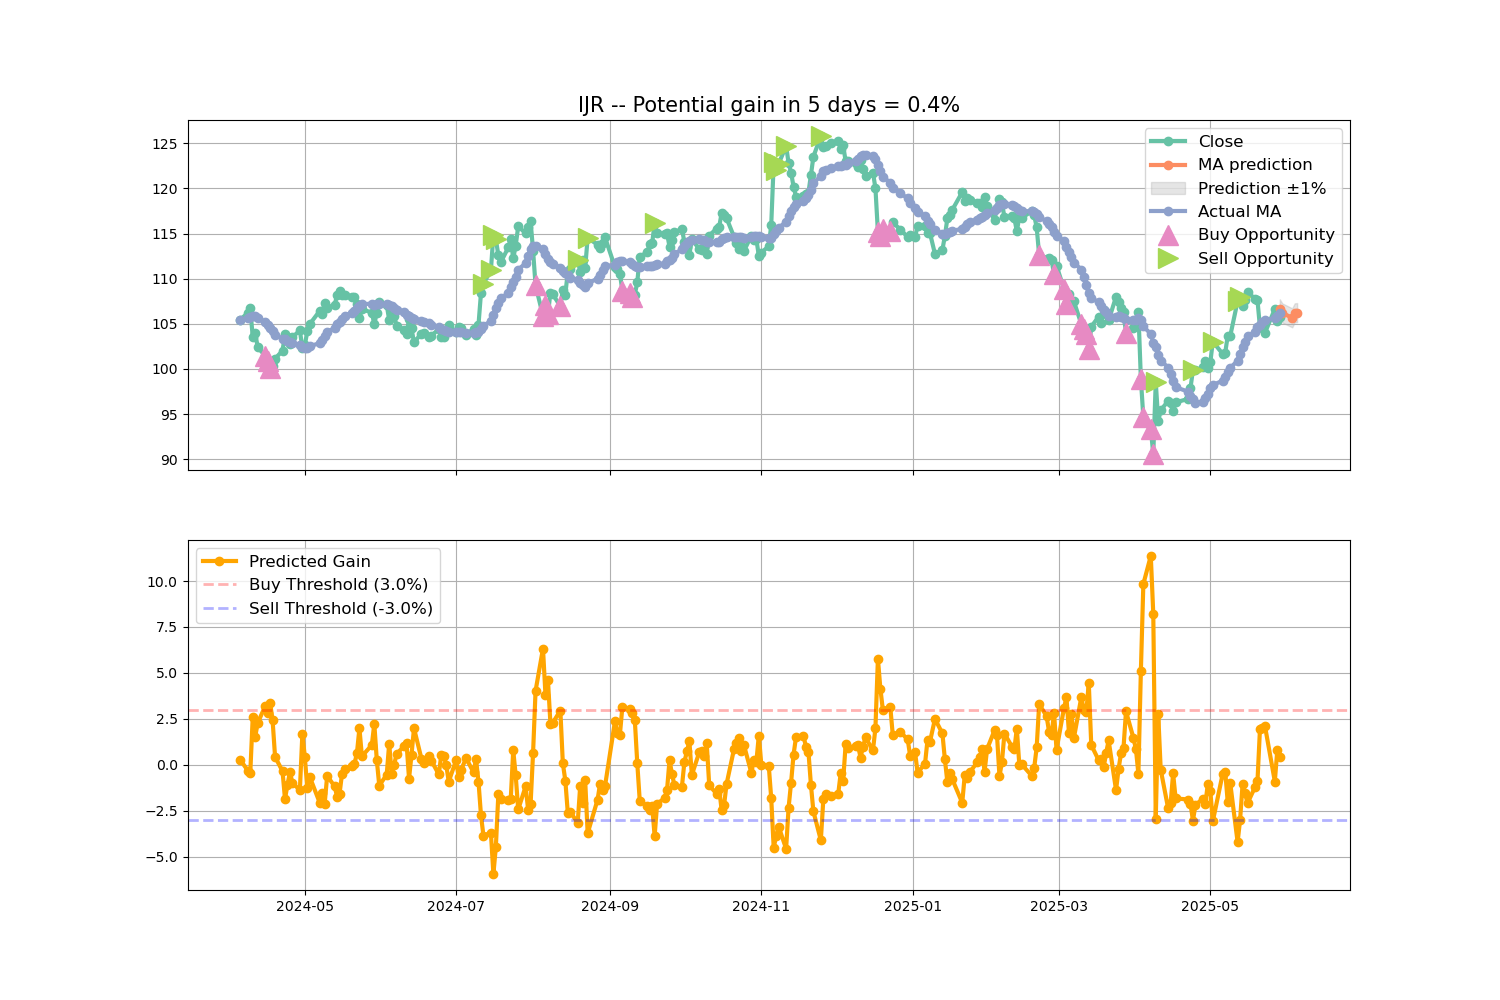 IJR -- Potential gain in 5 days = 0.4%
125
120
115
110
105
100
95
90
Close
MA prediction
Prediction ±1%
Actual MA
Buy Opportunity
Sell Opportunity
10.0
7.5
5.0
2.5
0.0
−2.5
−5.0
Predicted Gain
Buy Threshold (3.0%)
Sell Threshold (-3.0%)
2024-05
2024-07
2024-09
2024-11
2025-01
2025-03
2025-05